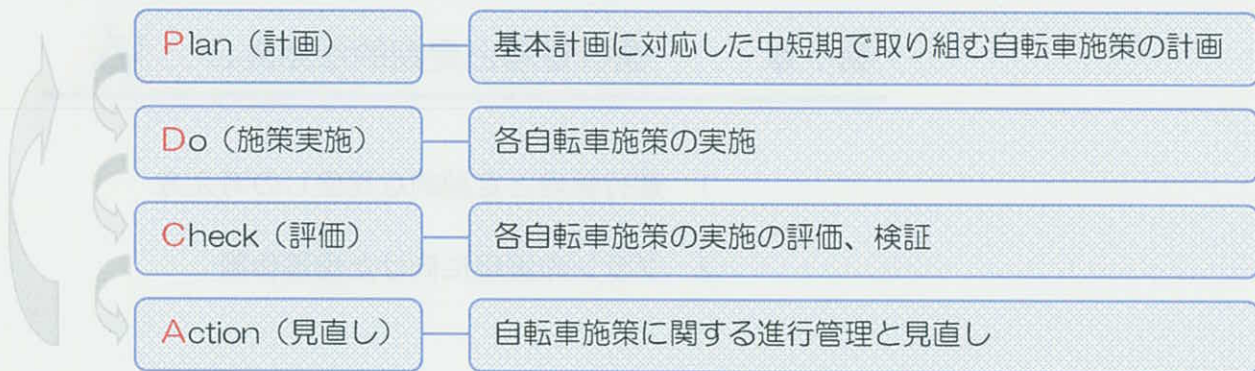 Plan（計画）
基本計画に対応した中短期で取り組む自転車施策の計画
Do（施策実施）
各自転車施策の実施
Check（評価）
各自転車施策の実施の評価、検証
Action（見直し）
自転車施策に関する進行管理と見直し